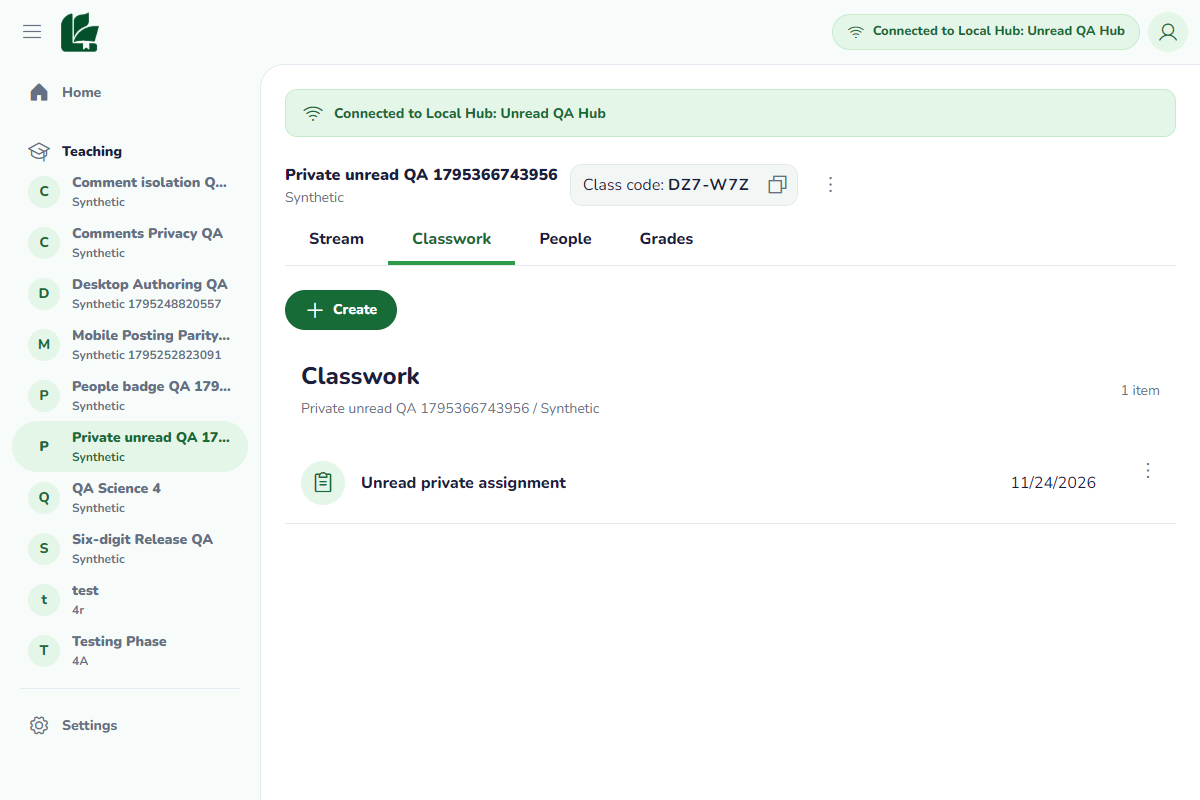 Connected to Local Hub: Unread QA Hub
Home
Teaching
C
Comment isolation Q...
Synthetic
C
Comments Privacy QA
Synthetic
D
Desktop Authoring QA
Synthetic 1795248820557
M
Mobile Posting Parity...
Synthetic 1795252823091
P
People badge QA 179...
Synthetic
P
Private unread QA 17...
Synthetic
Q
QA Science 4
Synthetic
S
Six-digit Release QA
Synthetic
t
test
4r
T
Testing Phase
4A
Settings
Connected to Local Hub: Unread QA Hub
Private unread QA 1795366743956
Synthetic
Class code: DZ7-W7Z
Stream
Classwork
People
Grades
Create
Classwork
Private unread QA 1795366743956 / Synthetic
1 item
Unread private assignment
11/24/2026